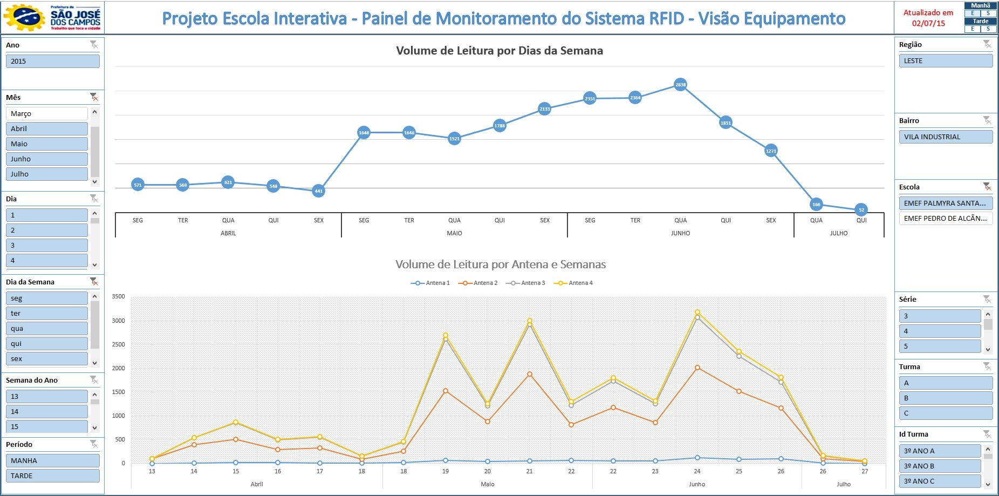 Prefeitura de
SÃO JOSÉ
DOS CAMPOS
Trabalho que toca a cidade
Projeto Escola Interativa - Painel de Monitoramento do Sistema RFID - Visão Equipamento
Atualizado em
02/07/15
Manhã
E S
Tarde
E S
Ano
2015
Mês
Março
Abril
Maio
Junho
Julho
Dia
1
2
3
4
Dia da Semana
seg
ter
qua
qui
sex
Semana do Ano
13
14
15
Período
MANHA
TARDE
Volume de Leitura por Dias da Semana
571 569 621 548 441 1646 1646 1521 1788 2133 2351 2364 2638 1851 1271 166 52
SEG TER QUA QUI SEX SEG TER QUA QUI SEX SEG TER QUA QUI SEX QUA QUI
ABRIL MAIO JUNHO JULHO
Volume de Leitura por Antena e Semanas
Antena 1 Antena 2 Antena 3 Antena 4
3500
3000
2500
2000
1500
1000
500
0
13 14 15 16 17 18 18 19 20 21 22 22 23 24 25 26 26 27
Abril Maio Junho Julho
Região
LESTE
Bairro
VILA INDUSTRIAL
Escola
EMEF PALMYRA SANTA...
EMEF PEDRO DE ALCÂN...
Série
3
4
5
Turma
A
B
C
Id Turma
3º ANO A
3º ANO B
3º ANO C